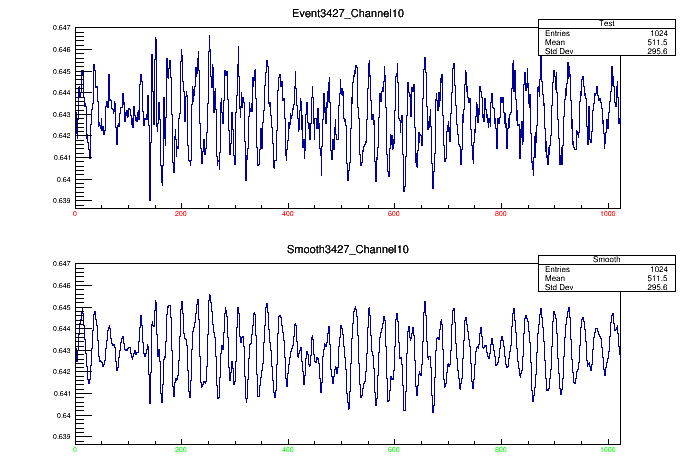 Event3427_Channel10
Test
Entries 1024
Mean 511.5
Std Dev 295.6
0.647
0.646
0.645
0.644
0.643
0.642
0.641
0.64
0.639
0 200 400 600 800 1000
Smooth3427_Channel10
Smooth
Entries 1024
Mean 511.5
Std Dev 295.6
0.647
0.646
0.645
0.644
0.643
0.642
0.641
0.64
0.639
0 200 400 600 800 1000